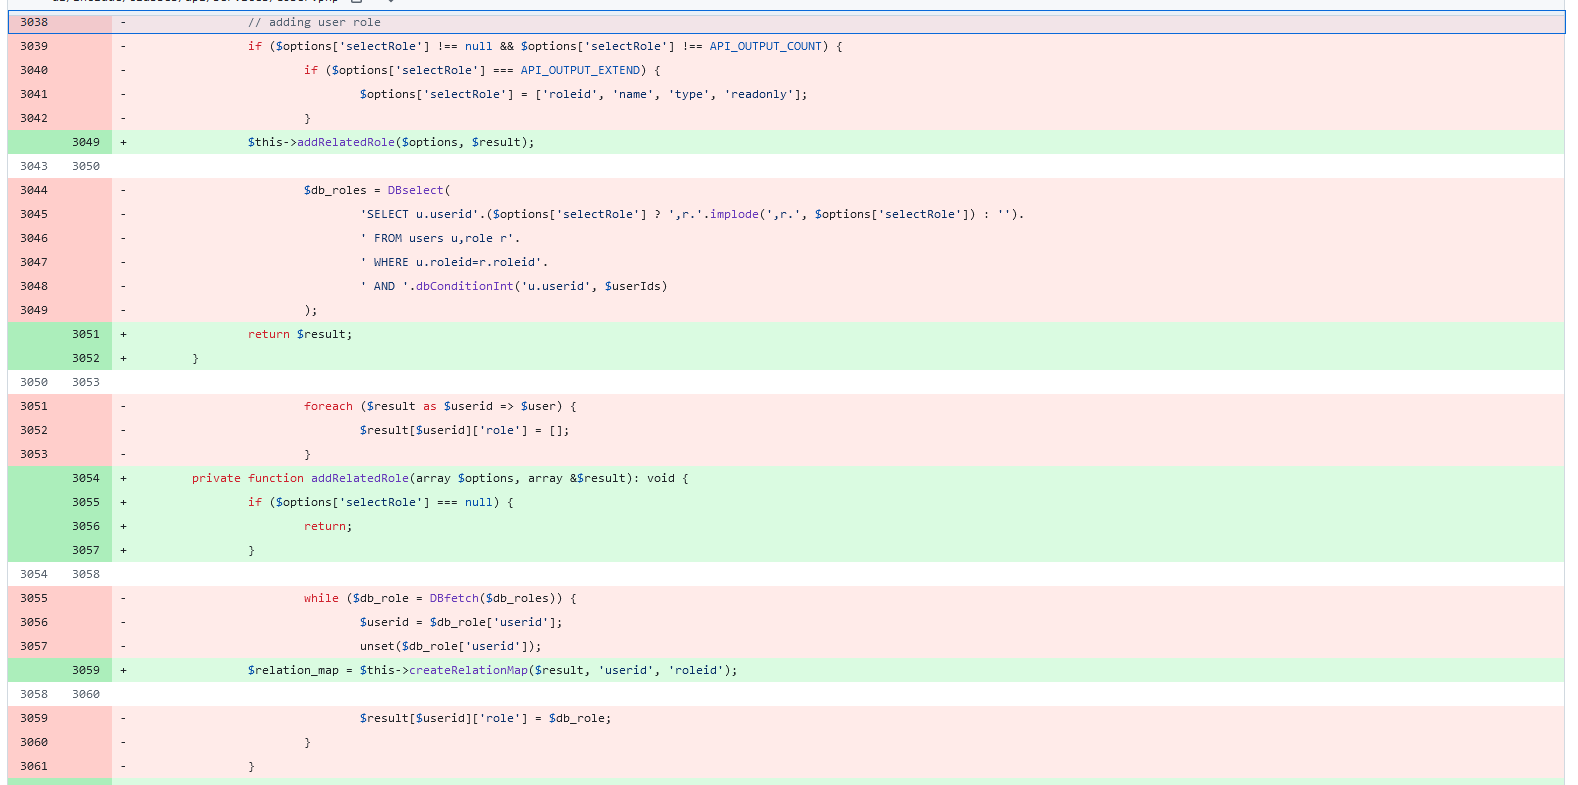 3038 - // adding user role
3039 - if ($options['selectRole'] !== null && $options['selectRole'] !== API_OUTPUT_COUNT) {
3040 - if ($options['selectRole'] === API_OUTPUT_EXTEND) {
3041 - $options['selectRole'] = ['roleid', 'name', 'type', 'readonly'];
3042 - }
3049 + $this->addRelatedRole($options, $result);
3043 3050
3044 - $db_roles = DBselect(
3045 - 'SELECT u.userid'.($options['selectRole'] ? ',r.'.implode(',r.', $options['selectRole']) : '').
3046 - ' FROM users u,role r'.
3047 - ' WHERE u.roleid=r.roleid'.
3048 - ' AND '.dbConditionInt('u.userid', $userIds)
3049 - );
3051 + return $result;
3052 + }
3050 3053
3051 - foreach ($result as $userid => $user) {
3052 - $result[$userid]['role'] = [];
3053 - }
3054 + private function addRelatedRole(array $options, array &$result): void {
3055 + if ($options['selectRole'] === null) {
3056 + return;
3057 + }
3054 3058
3055 - while ($db_role = DBfetch($db_roles)) {
3056 - $userid = $db_role['userid'];
3057 - unset($db_role['userid']);
3059 + $relation_map = $this->createRelationMap($result, 'userid', 'roleid');
3058 3060
3059 - $result[$userid]['role'] = $db_role;
3060 - }
3061 - }